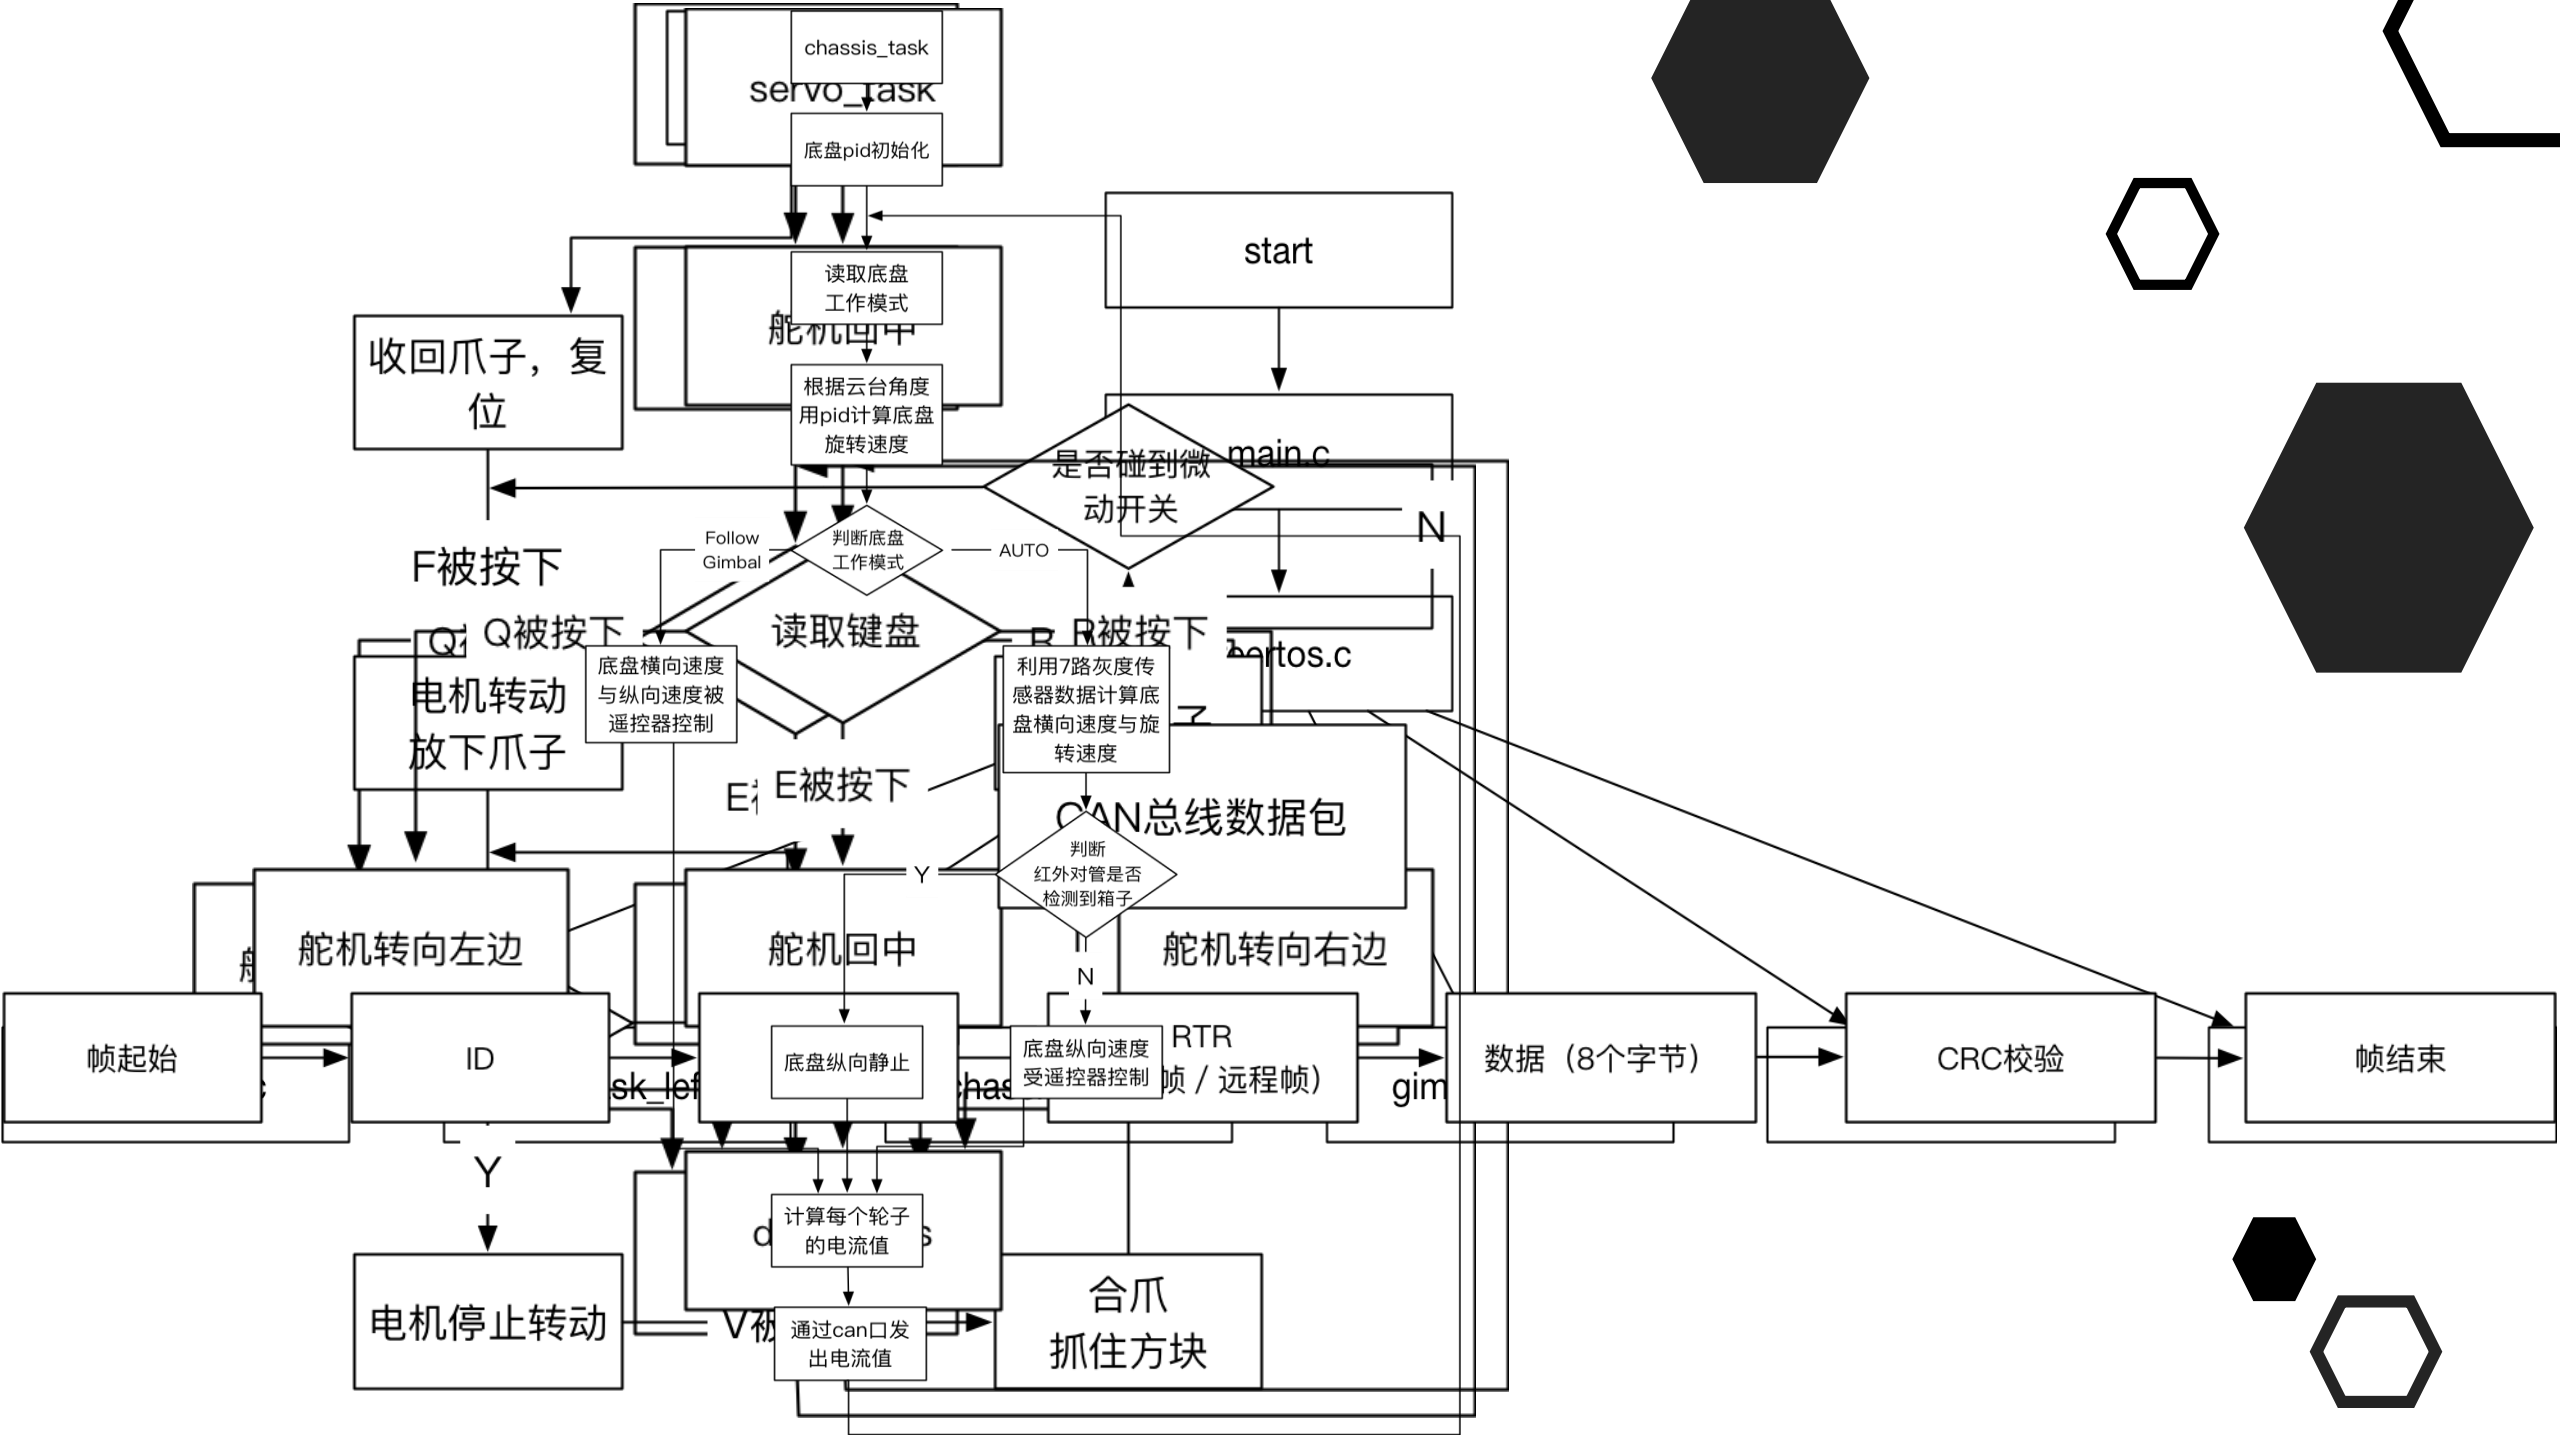 chassis_task
servo_task
底盘pid初始化
start
读取底盘
工作模式
舵机回中
收回爪子，复
位
根据云台角度
用pid计算底盘
旋转速度
main.c
是否碰到微
动开关
N
Follow
Gimbal
判断底盘
工作模式
AUTO
F被按下
Q被按下
读取键盘
R被按下
底盘横向速度
与纵向速度被
遥控器控制
利用7路灰度传
感器数据计算底
盘横向速度与旋
转速度
电机转动
放下爪子
E被按下
CAN总线数据包
判断
红外对管是否
检测到箱子
Y
舵机转向左边
舵机回中
舵机转向右边
N
帧起始
ID
底盘纵向静止
底盘纵向速度
受遥控器控制
RTR
帧 / 远程帧）
数据（8个字节）
CRC校验
帧结束
Y
计算每个轮子
的电流值
电机停止转动
通过can口发
出电流值
合爪
抓住方块